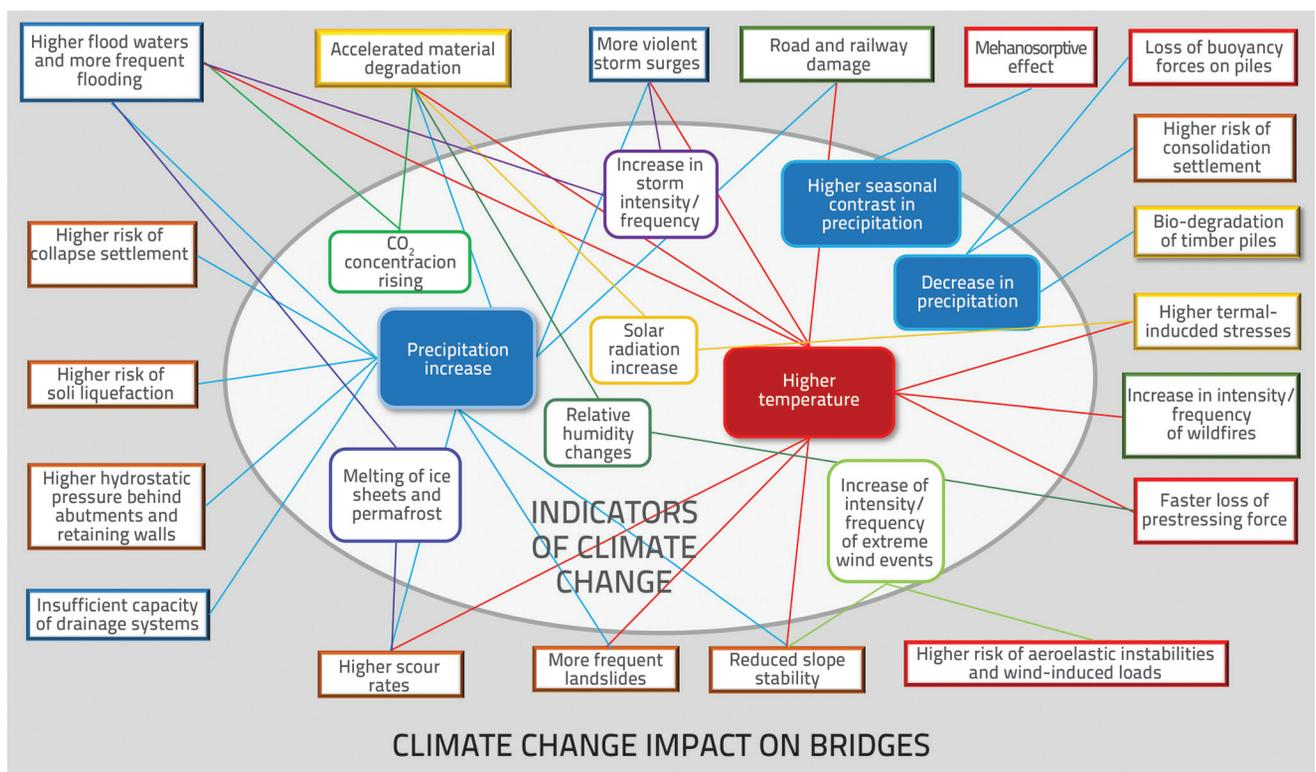 Higher flood waters
and more frequent
flooding
Accelerated material
degradation
More violent
storm surges
Road and railway
damage
Mehanosorptive
effect
Loss of buoyancy
forces on piles
Higher risk of
consolidation
settlement
Increase in
storm
intensity/
frequency
Higher seasonal
contrast in
precipitation
Bio-degradation
of timber piles
Higher risk of
collapse settlement
CO2
concentracion
rising
Decrease in
precipitation
Higher termal-
inducded stresses
Precipitation
increase
Solar
radiation
increase
Higher
temperature
Higher risk of
soli liquefaction
Relative
humidity
changes
Increase in intensity/
frequency
of wildfires
Higher hydrostatic
pressure behind
abutments and
retaining walls
Melting of ice
sheets and
permafrost
INDICATORS
OF CLIMATE
CHANGE
Increase of
intensity/
frequency
of extreme
wind events
Faster loss of
prestressing force
Insufficient capacity
of drainage systems
Higher scour
rates
More frequent
landslides
Reduced slope
stability
Higher risk of aeroelastic instabilities
and wind-induced loads
CLIMATE CHANGE IMPACT ON BRIDGES